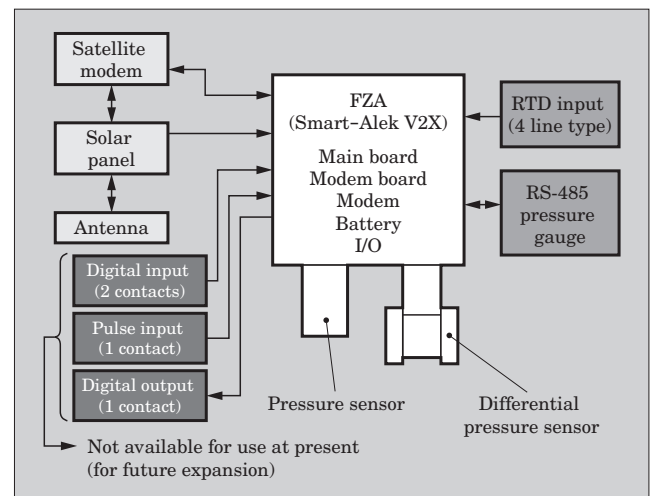 Satellite
modem
Solar
panel
Antenna
Digital input
(2 contacts)
Pulse input
(1 contact)
Digital output
(1 contact)
Not available for use at present
(for future expansion)
FZA
(Smart-Alek V2X)
Main board
Modem board
Modem
Battery
I/O
Pressure sensor
Differential
pressure sensor
RTD input
(4 line type)
RS-485
pressure
gauge